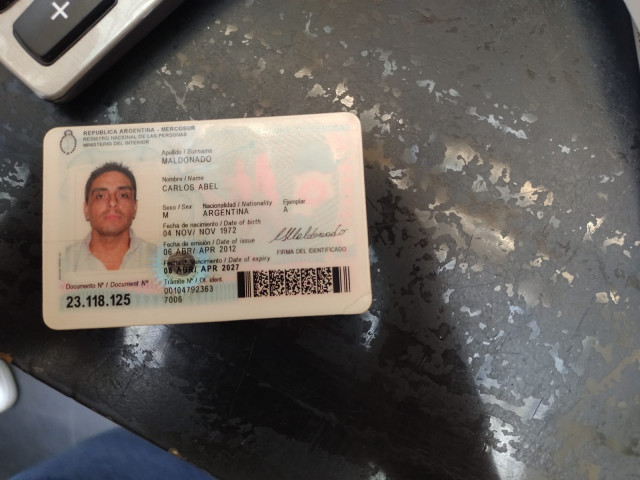 REPUBLICA ARGENTINA - MERCOSUR
REGISTRO NACIONAL DE LAS PERSONAS
MINISTERIO DEL INTERIOR
Apellido / Surname
MALDONADO
Nombre / Name
CARLOS ABEL
Sexo / Sex Nacionalidad / Nationality Ejemplar
M ARGENTINA A
Fecha de nacimiento / Date of birth
04 NOV/ NOV 1972
Fecha de emisión / Date of issue
06 ABR/ APR 2012
FIRMA DEL IDENTIFICADO
Date of expiry
06 ABR/ APR 2027
Documento Nº / Document Nº
23.118.125
Trámite Nº / Of. ident.
00104792363
7006